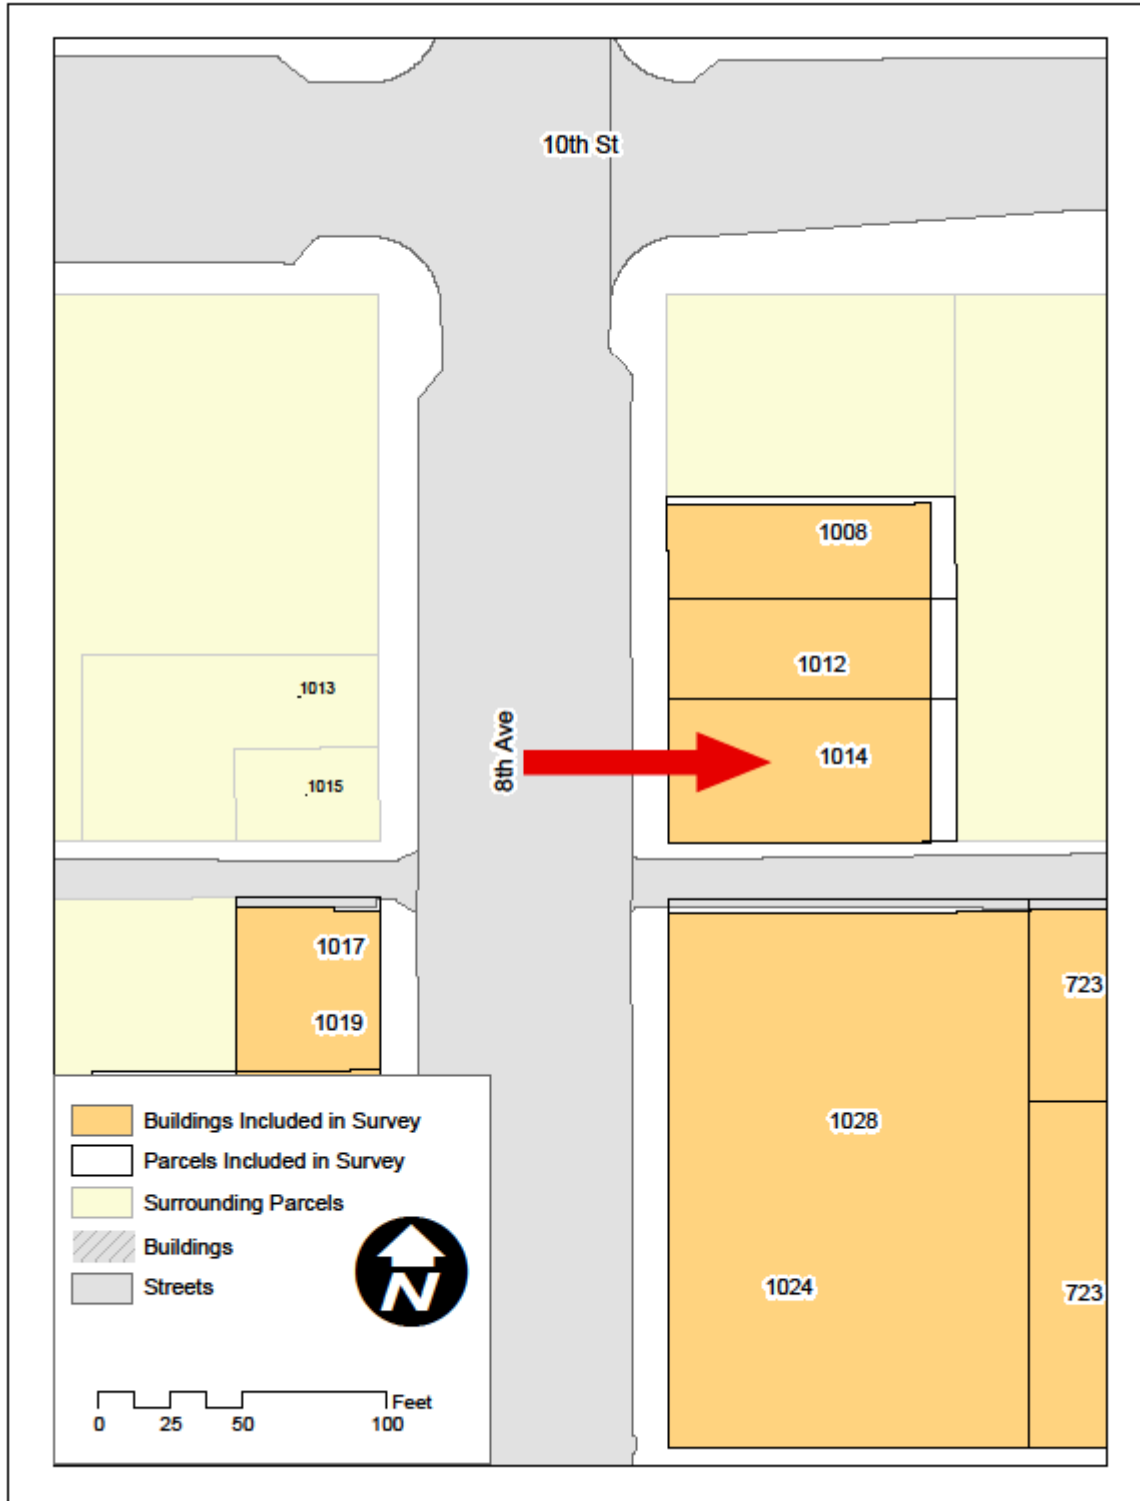 10th St
1008
1012
1013
8th Ave
1014
1015
1017
723
1019
1028
Buildings Included in Survey
Parcels Included in Survey
Surrounding Parcels
Buildings
Streets
N
1024
723
Feet
0 25 50 100